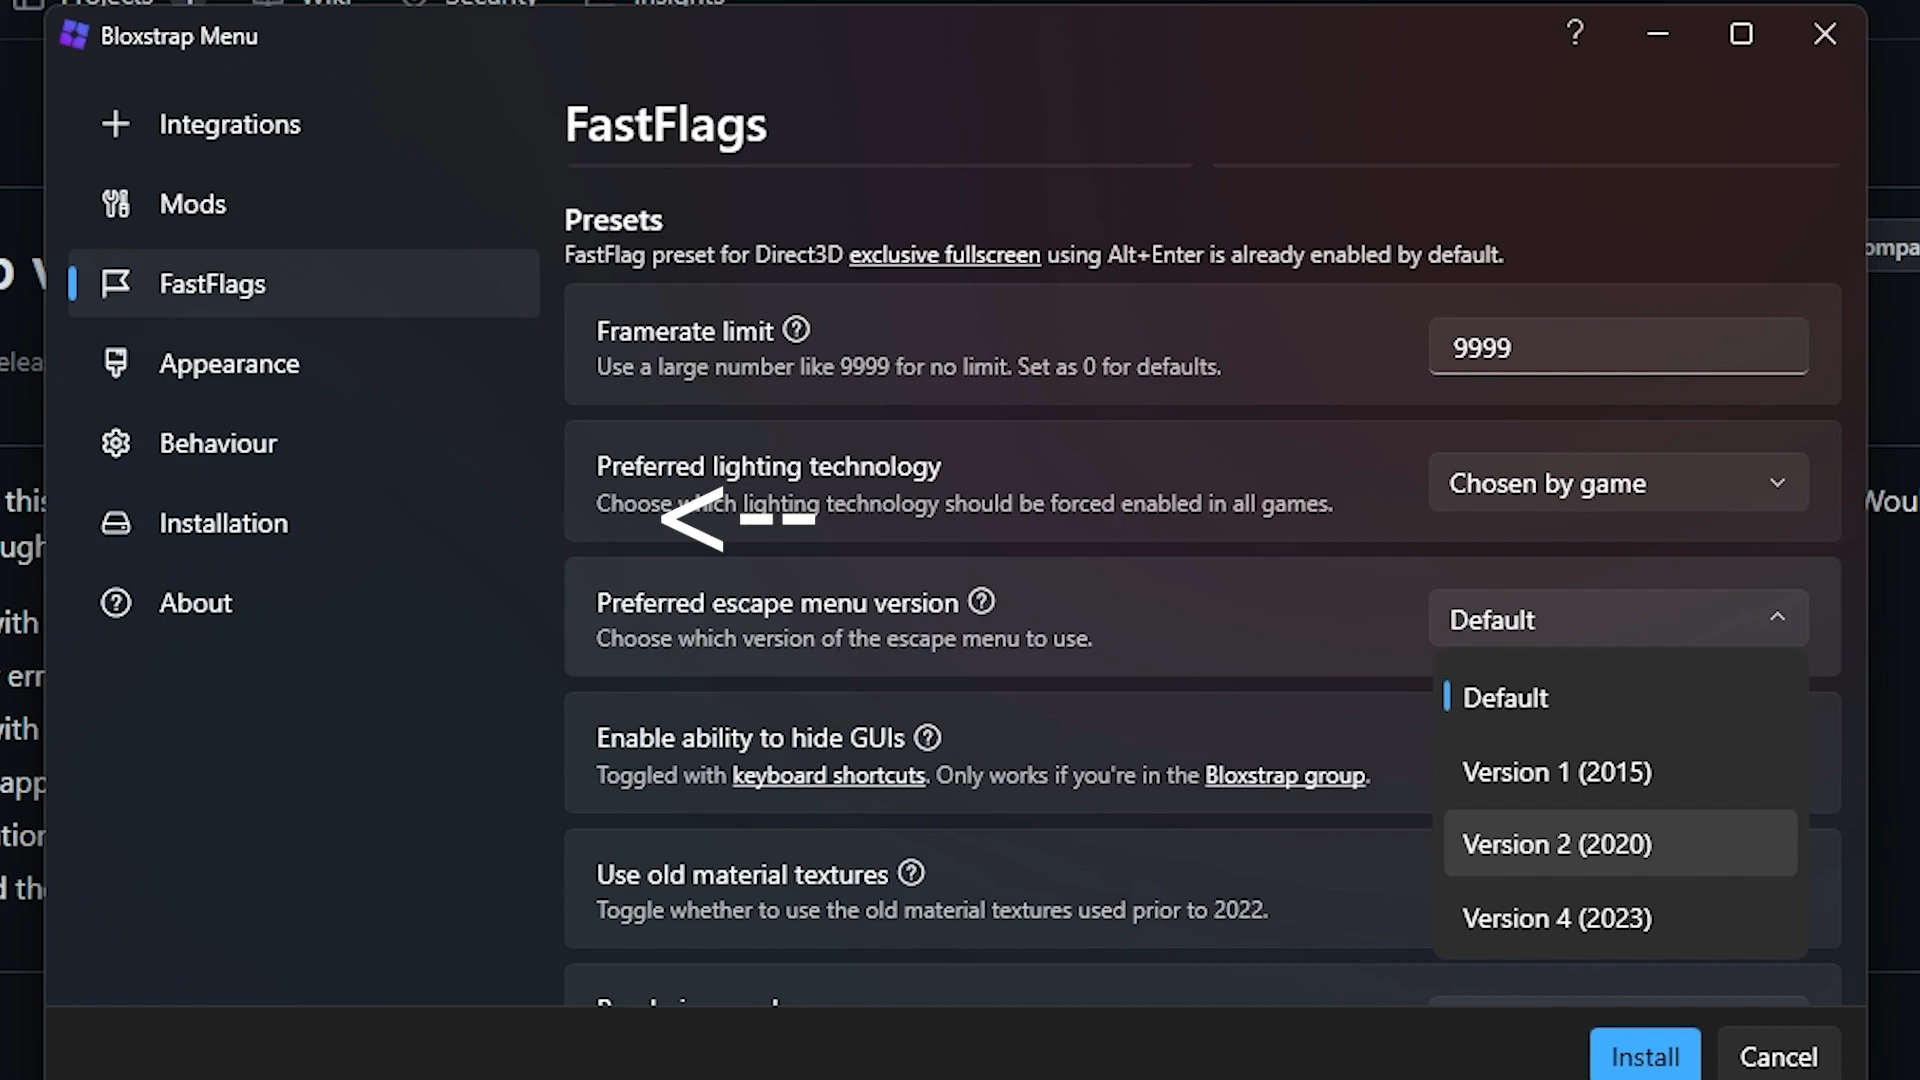 Projects Wiki Security Insights
Bloxstrap Menu
Integrations
Mods
FastFlags
Appearance
Behaviour
Installation
About
FastFlags
Presets
FastFlag preset for Direct3D exclusive fullscreen using Alt+Enter is already enabled by default.
Framerate limit
Use a large number like 9999 for no limit. Set as 0 for defaults.
9999
Preferred lighting technology
Choose which lighting technology should be forced enabled in all games.
Chosen by game
<--
Preferred escape menu version
Choose which version of the escape menu to use.
Default
Default
Version 1 (2015)
Version 2 (2020)
Version 4 (2023)
Enable ability to hide GUIs
Toggled with keyboard shortcuts. Only works if you're in the Bloxstrap group.
Use old material textures
Toggle whether to use the old material textures used prior to 2022.
Install
Cancel